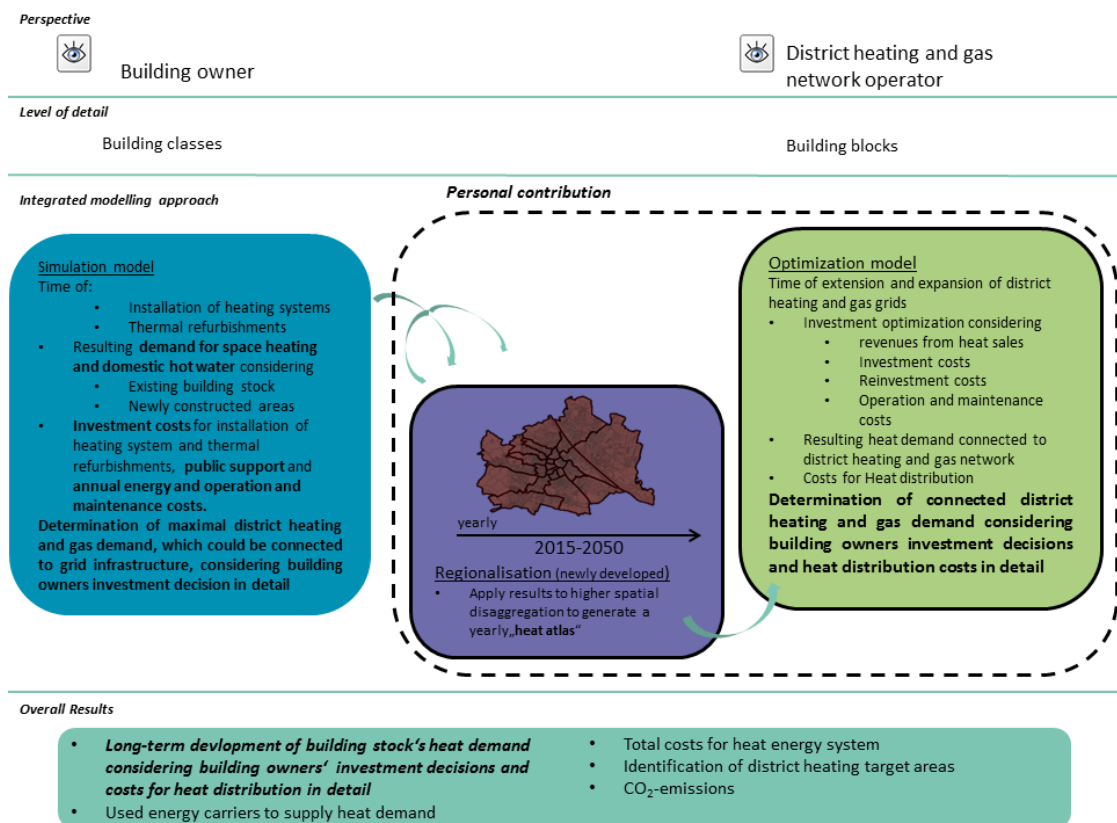 Perspective
Building owner
District heating and gas
network operator
Level of detail
Building classes
Building blocks
Integrated modelling approach
Personal contribution
Simulation model
Time of:
• Installation of heating systems
• Thermal refurbishments
• Resulting demand for space heating
and domestic hot water considering
• Existing building stock
• Newly constructed areas
• Investment costs for installation of
heating system and thermal
refurbishments, public support and
annual energy and operation and
maintenance costs.
Determination of maximal district heating
and gas demand, which could be connected
to grid infrastructure, considering building
owners investment decision in detail
yearly
2015-2050
Regionalisation (newly developed)
• Apply results to higher spatial
disaggregation to generate a
yearly„heat atlas“
Optimization model
Time of extension and expansion of district
heating and gas grids
• Investment optimization considering
• revenues from heat sales
• Investment costs
• Reinvestment costs
• Operation and maintenance
costs
• Resulting heat demand connected to
district heating and gas network
• Costs for Heat distribution
Determination of connected district
heating and gas demand considering
building owners investment decisions
and heat distribution costs in detail
Overall Results
• Long-term devlopment of building stock‘s heat demand
considering building owners‘ investment decisions and
costs for heat distribution in detail
• Used energy carriers to supply heat demand
• Total costs for heat energy system
• Identification of district heating target areas
• CO₂-emissions